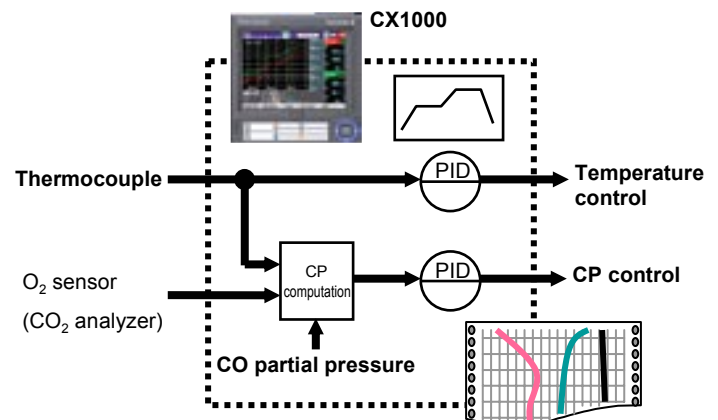 CX1000
PID
Thermocouple
Temperature
control
O₂ sensor
(CO₂ analyzer)
CP
computation
PID
CP control
CO partial pressure